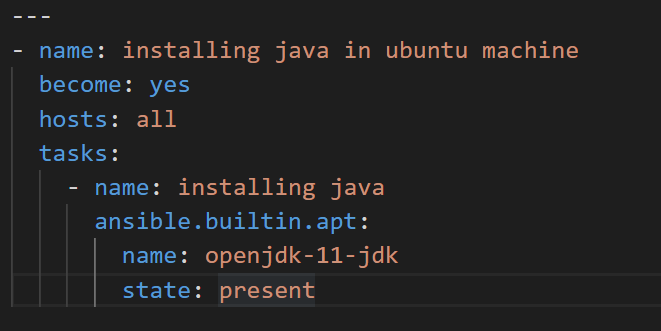 ---
- name: installing java in ubuntu machine
  become: yes
  hosts: all
  tasks:
    - name: installing java
      ansible.builtin.apt:
        name: openjdk-11-jdk
        state: present